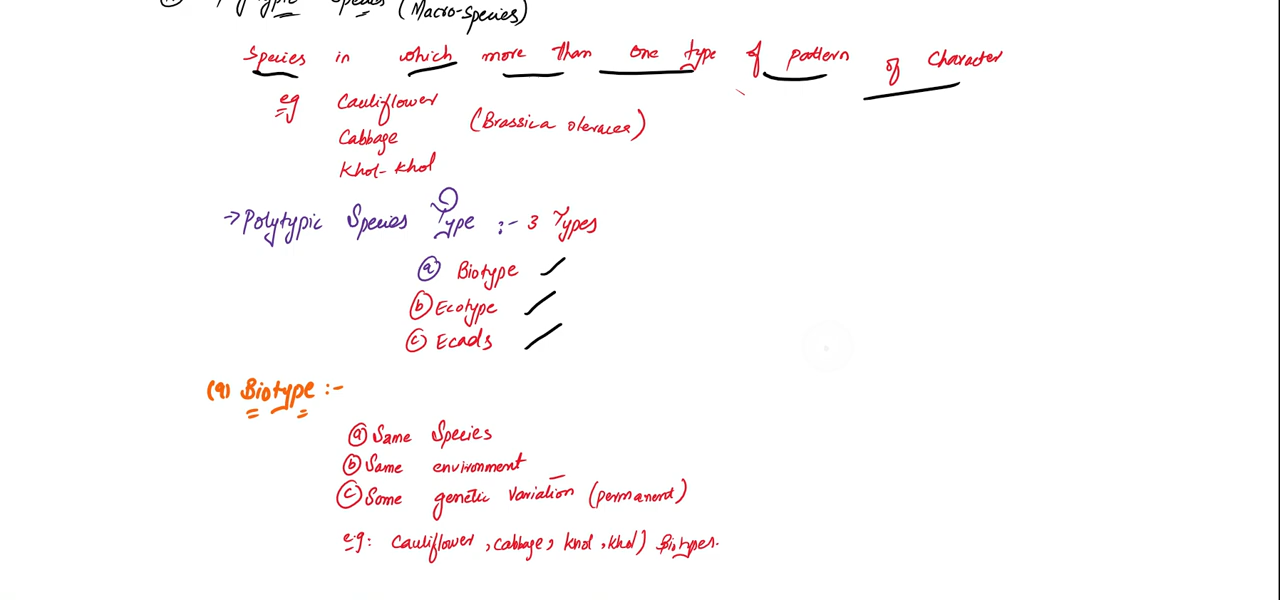 Species (Macro-Species)
Species in which more than one type of pattern of character
eg Cauliflower
(Brassica oleracea)
Cabbage
Khol-Khol
→ Polytypic Species Type :- 3 Types
(a) Biotype ✓
(b) Ecotype ✓
(c) Ecads ✓
(a) Biotype :-
(a) Same Species
(b) Same environment
(c) Some genetic variation (permanent)
e.g: Cauliflower, Cabbage, Khol, Khol) Biotypes.